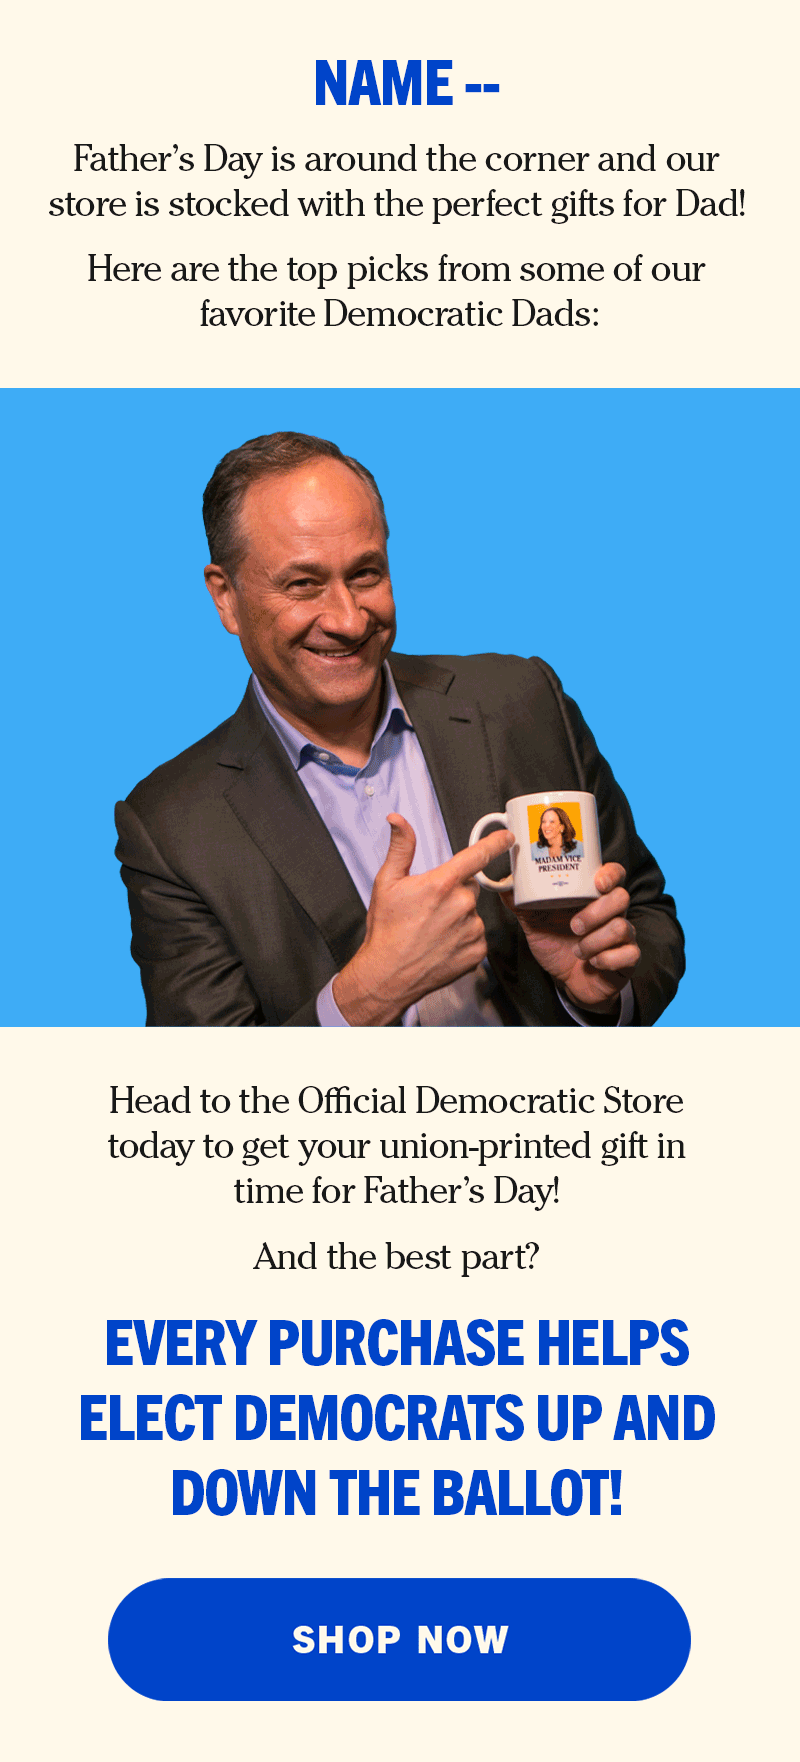 NAME --
Father’s Day is around the corner and our
store is stocked with the perfect gifts for Dad!
Here are the top picks from some of our
favorite Democratic Dads:
MADAM VICE
PRESIDENT
Head to the Official Democratic Store
today to get your union-printed gift in
time for Father’s Day!
And the best part?
EVERY PURCHASE HELPS
ELECT DEMOCRATS UP AND
DOWN THE BALLOT!
SHOP NOW